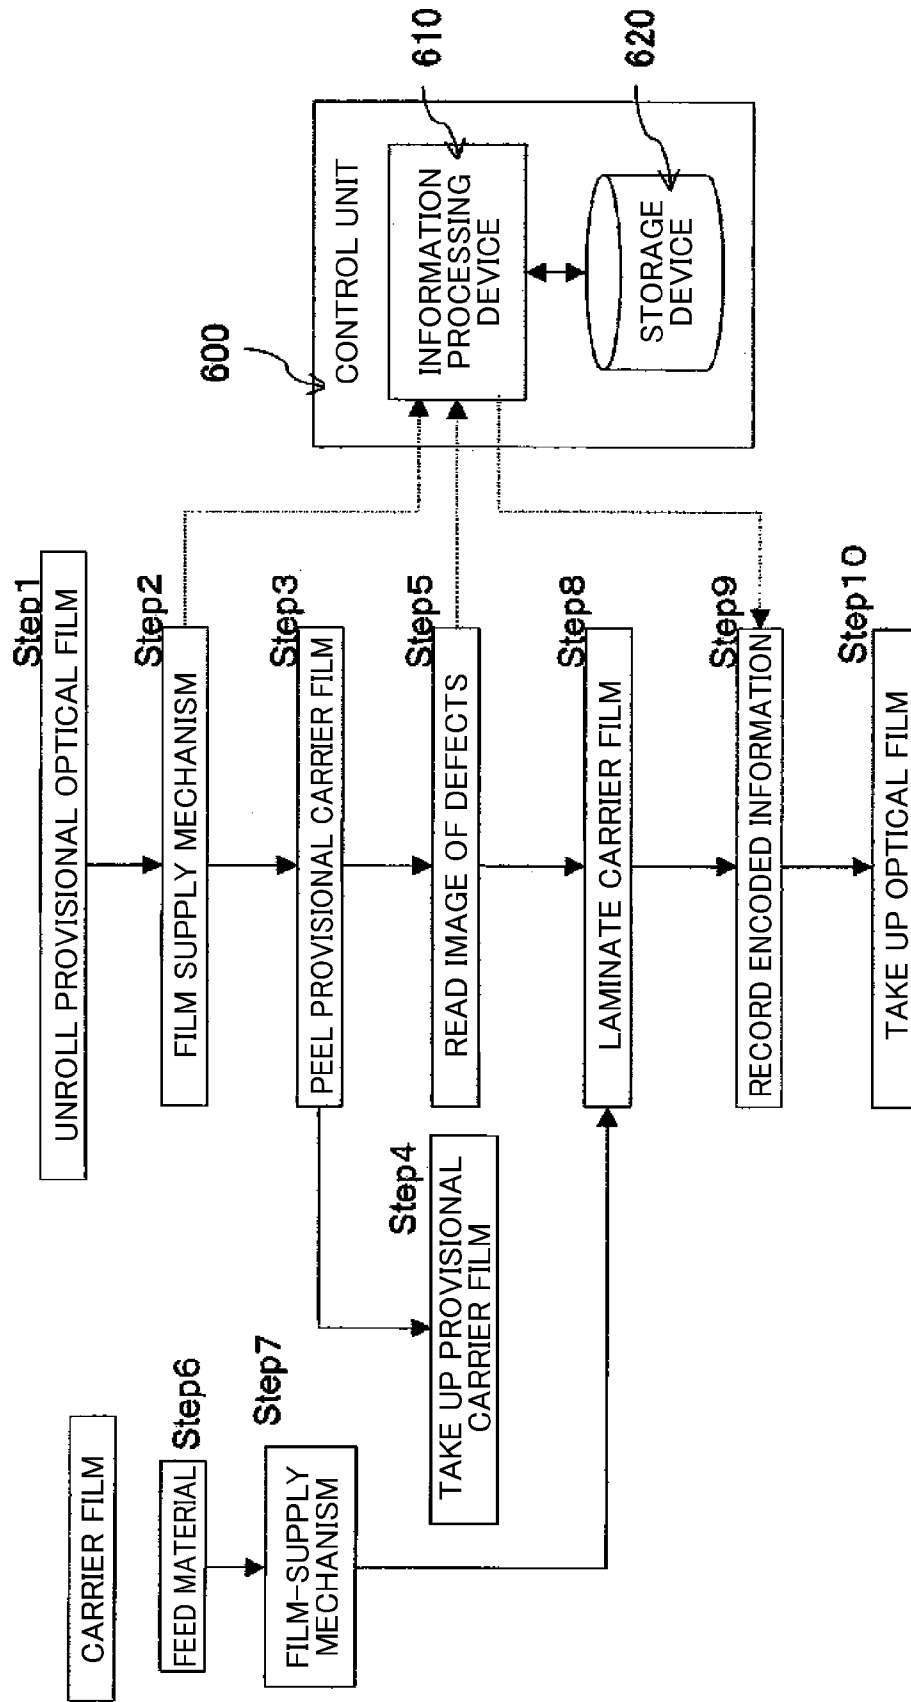 CARRIER FILM
FEED MATERIAL
Step6
FILM-SUPPLY
MECHANISM
Step7
Step1
UNROLL PROVISIONAL OPTICAL FILM
Step2
FILM SUPPLY MECHANISM
Step3
PEEL PROVISIONAL CARRIER FILM
Step4
TAKE UP PROVISIONAL
CARRIER FILM
Step5
READ IMAGE OF DEFECTS
Step8
LAMINATE CARRIER FILM
Step9
RECORD ENCODED INFORMATION
Step10
TAKE UP OPTICAL FILM
600
CONTROL UNIT
610
INFORMATION
PROCESSING
DEVICE
620
STORAGE
DEVICE